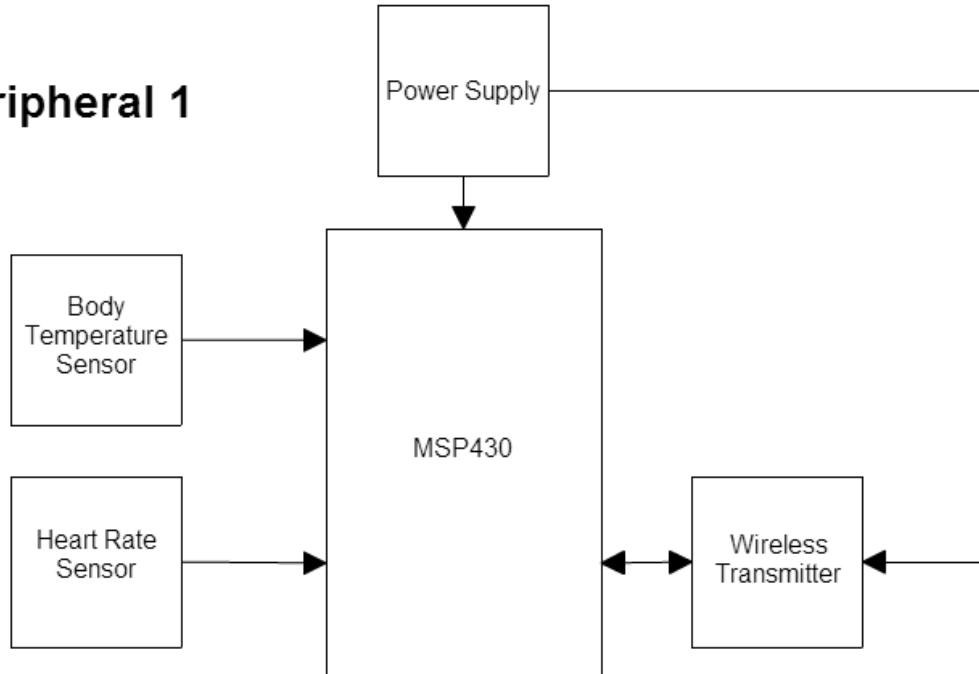 Power Supply
ripheral 1
Body
Temperature
Sensor
MSP430
Heart Rate
Sensor
Wireless
Transmitter